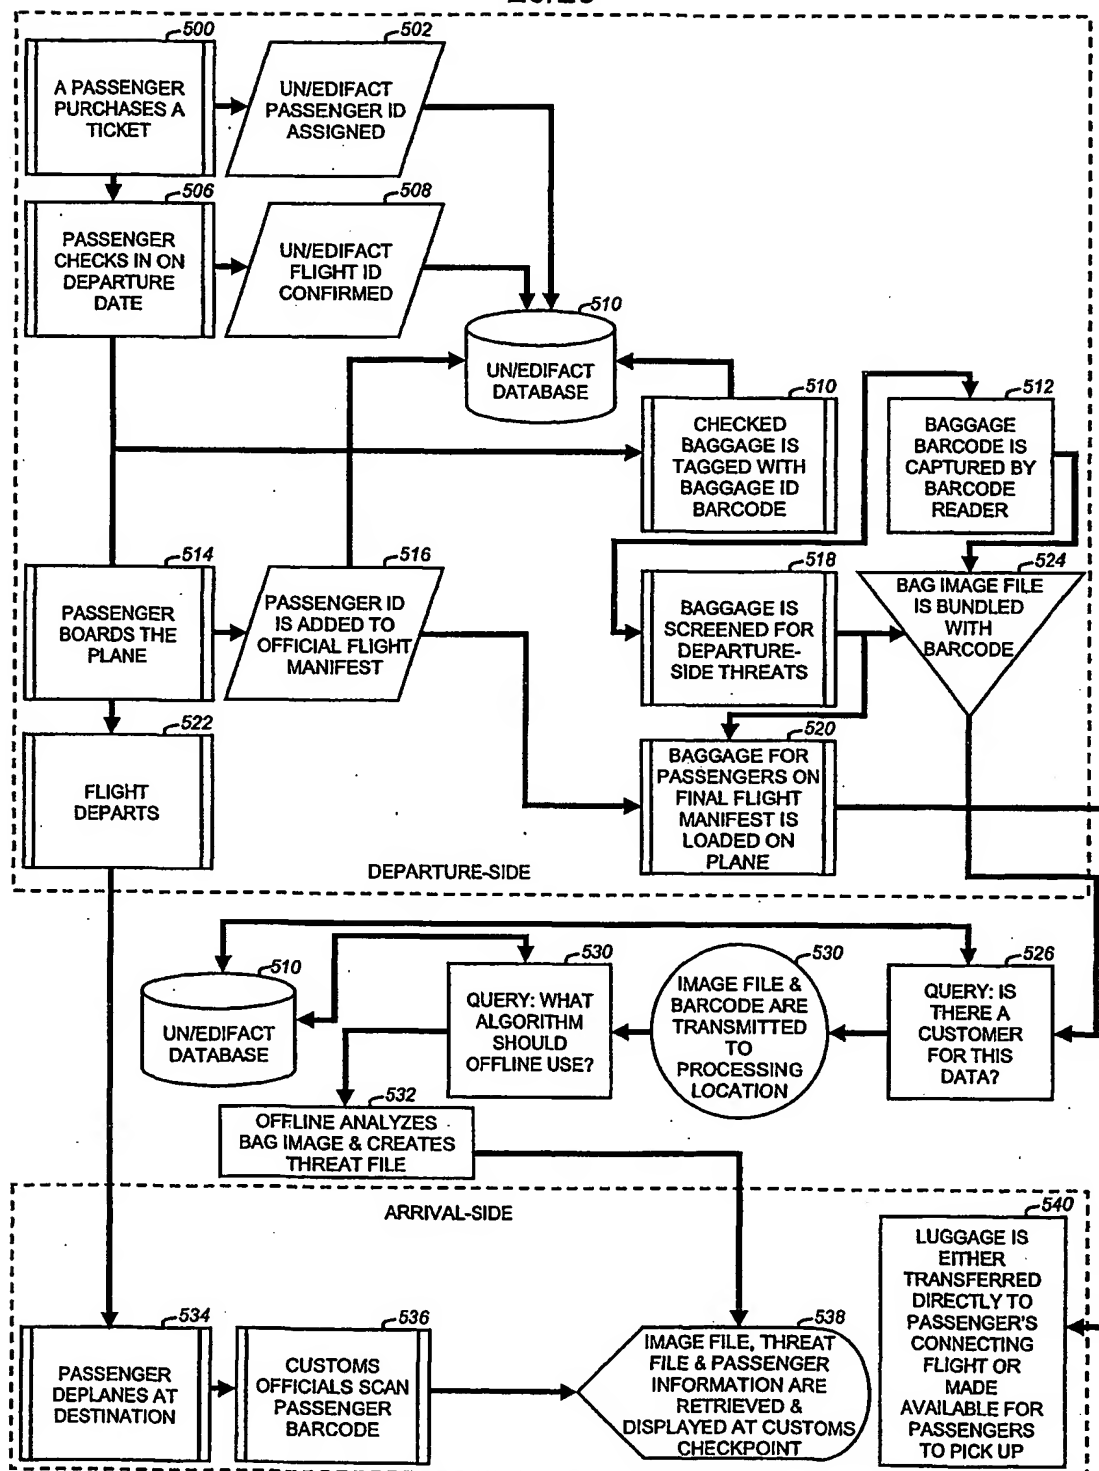 500
A PASSENGER
PURCHASES A
TICKET
502
UN/EDIFACT
PASSENGER ID
ASSIGNED
506
PASSENGER
CHECKS IN ON
DEPARTURE
DATE
508
UN/EDIFACT
FLIGHT ID
CONFIRMED
510
UN/EDIFACT
DATABASE
510
CHECKED
BAGGAGE IS
TAGGED WITH
BAGGAGE ID
BARCODE
512
BAGGAGE
BARCODE IS
CAPTURED BY
BARCODE
READER
514
PASSENGER
BOARDS THE
PLANE
516
PASSENGER ID
IS ADDED TO
OFFICIAL FLIGHT
MANIFEST
518
BAGGAGE IS
SCREENED FOR
DEPARTURE-
SIDE THREATS
524
BAG IMAGE FILE
IS BUNDLED
WITH
BARCODE
522
FLIGHT
DEPARTS
520
BAGGAGE FOR
PASSENGERS ON
FINAL FLIGHT
MANIFEST IS
LOADED ON
PLANE
DEPARTURE-SIDE
510
UN/EDIFACT
DATABASE
530
QUERY: WHAT
ALGORITHM
SHOULD
OFFLINE USE?
530
IMAGE FILE &
BARCODE ARE
TRANSMITTED
TO
PROCESSING
LOCATION
526
QUERY: IS
THERE A
CUSTOMER
FOR THIS
DATA?
532
OFFLINE ANALYZES
BAG IMAGE & CREATES
THREAT FILE
ARRIVAL-SIDE
534
PASSENGER
DEPLANES AT
DESTINATION
536
CUSTOMS
OFFICIALS SCAN
PASSENGER
BARCODE
538
IMAGE FILE, THREAT
FILE & PASSENGER
INFORMATION ARE
RETRIEVED &
DISPLAYED AT CUSTOMS
CHECKPOINT
540
LUGGAGE IS
EITHER
TRANSFERRED
DIRECTLY TO
PASSENGER'S
CONNECTING
FLIGHT OR
MADE
AVAILABLE FOR
PASSENGERS
TO PICK UP